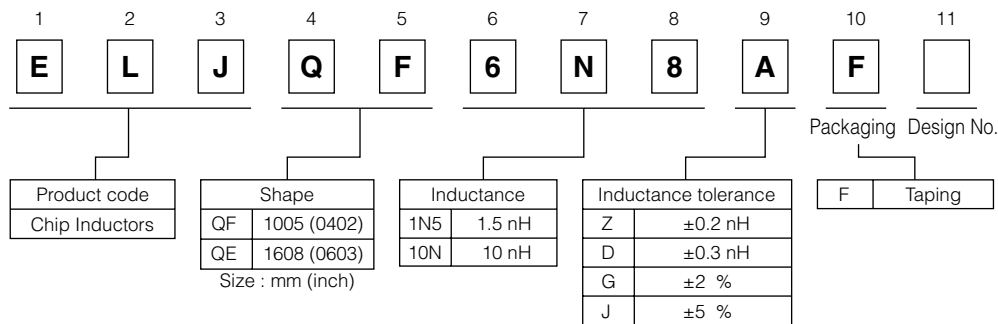 1 2 3 4 5 6 7 8 9 10 11
E L J Q F 6 N 8 A F
Packaging Design No.
Product code
Chip Inductors
Shape
QF 1005 (0402)
QE 1608 (0603)
Size : mm (inch)
Inductance
1N5 1.5 nH
10N 10 nH
Inductance tolerance
Z ±0.2 nH
D ±0.3 nH
G ±2 %
J ±5 %
F Taping